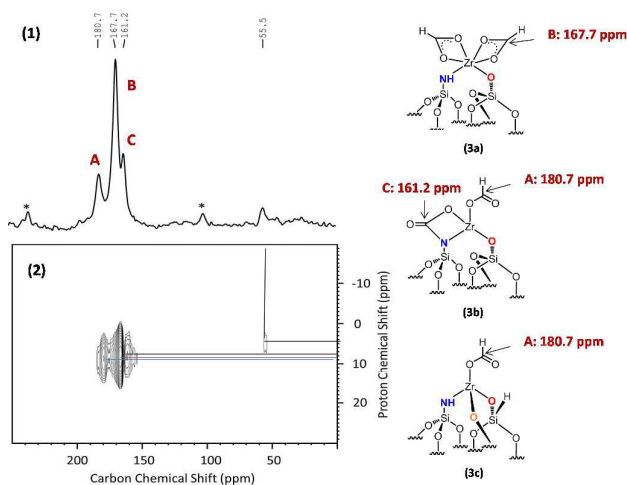 (1)
180.7
167.7
161.2
55.5
B
C
A
*
*
(2)
-10
0
10
20
Proton Chemical Shift (ppm)
200
150
100
50
Carbon Chemical Shift (ppm)
H
O
O
O
O
H
B: 167.7 ppm
Zr
NH
O
Si
Si
O
O
O
O
O
O
(3a)
A: 180.7 ppm
C: 161.2 ppm
H
O
O
O
O
Zr
N
O
Si
Si
O
O
O
O
O
O
(3b)
A: 180.7 ppm
H
O
O
Zr
NH
O
H
Si
O
Si
O
O
O
O
O
(3c)